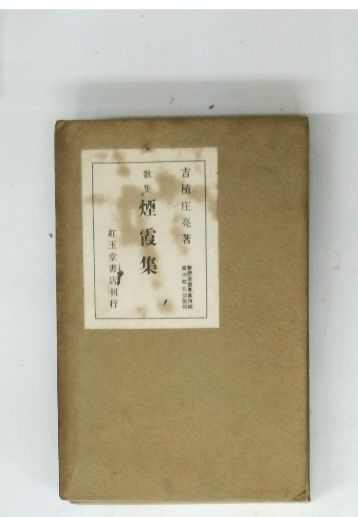 吉植庄亮著
歌集 煙霞集
紅玉堂書店刊行